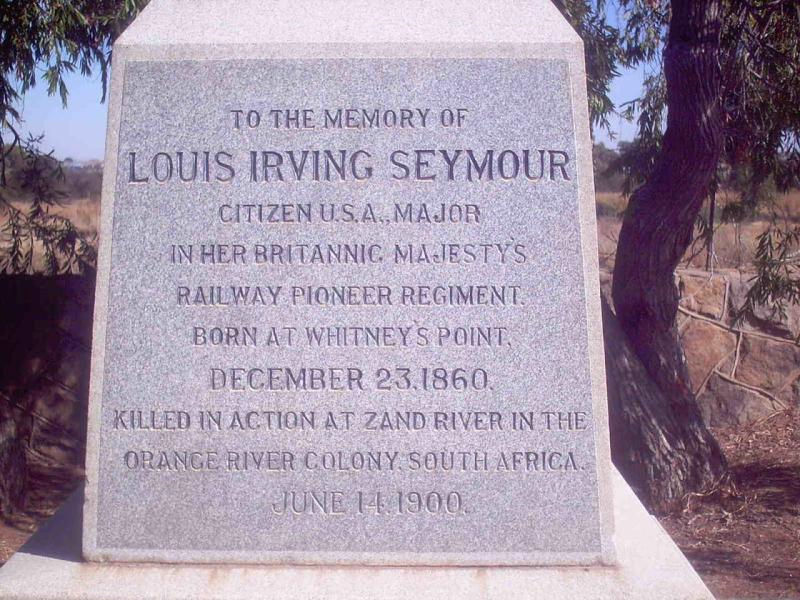 TO THE MEMORY OF
LOUIS IRVING SEYMOUR
CITIZEN U.S.A., MAJOR
IN HER BRITANNIC MAJESTY'S
RAILWAY PIONEER REGIMENT.
BORN AT WHITNEY'S POINT,
DECEMBER 23, 1860.
KILLED IN ACTION AT ZAND RIVER IN THE
ORANGE RIVER COLONY, SOUTH AFRICA,
JUNE 14, 1900.